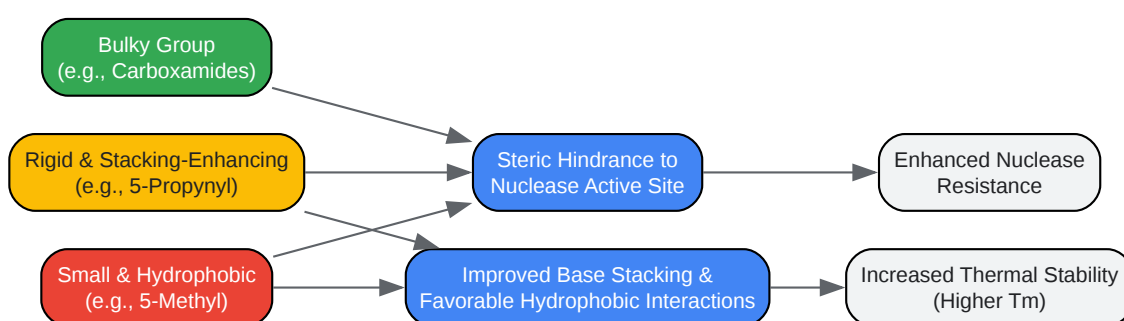 Bulky Group
(e.g., Carboxamides)
Rigid & Stacking-Enhancing
(e.g., 5-Propynyl)
Steric Hindrance to
Nuclease Active Site
Enhanced Nuclease
Resistance
Small & Hydrophobic
(e.g., 5-Methyl)
Improved Base Stacking &
Favorable Hydrophobic Interactions
Increased Thermal Stability
(Higher Tm)